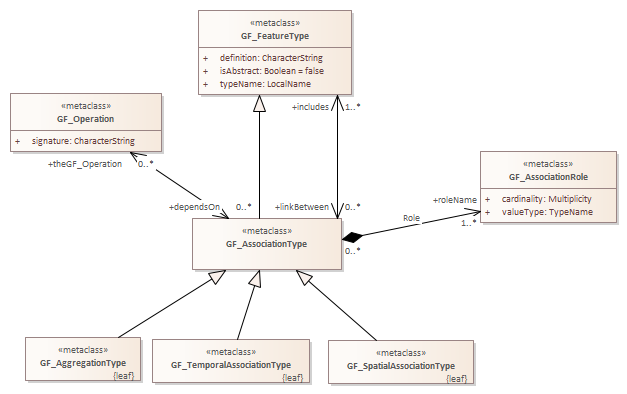 «metaclass»
GF_FeatureType
+ definition: CharacterString
+ isAbstract: Boolean = false
+ typeName: LocalName
«metaclass»
GF_Operation
+ signature: CharacterString
+includes 1..*
+theGF_Operation 0..*
«metaclass»
GF_AssociationRole
+ cardinality: Multiplicity
+ valueType: TypeName
+dependsOn 0..*
+linkBetween 0..*
+roleName
Role
1..*
«metaclass»
GF_AssociationType
0..*
«metaclass»
GF_AggregationType
{leaf}
«metaclass»
GF_TemporalAssociationType
{leaf}
«metaclass»
GF_SpatialAssociationType
{leaf}